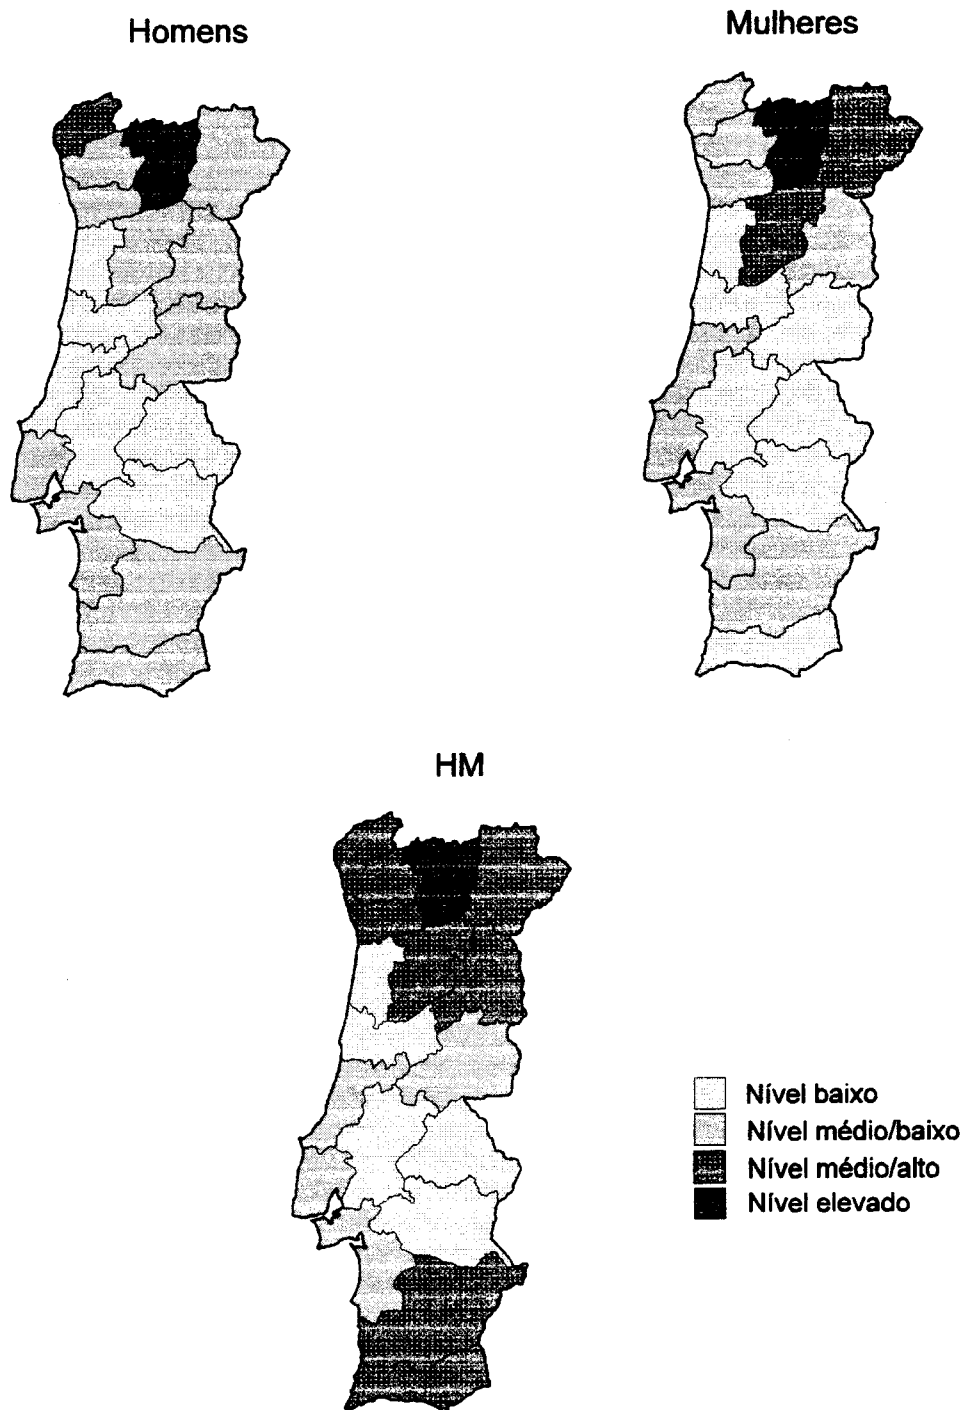 Homens
Mulheres
HM
Nível baixo
Nível médio/baixo
Nível médio/alto
Nível elevado